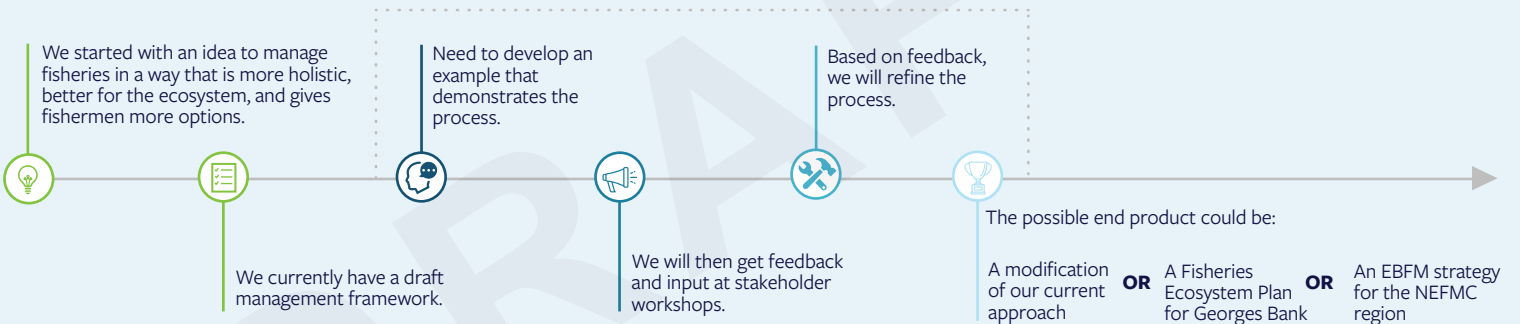 We started with an idea to manage
fisheries in a way that is more holistic,
better for the ecosystem, and gives
fishermen more options.
We currently have a draft
management framework.
Need to develop an
example that
demonstrates the
process.
We will then get feedback
and input at stakeholder
workshops.
Based on feedback,
we will refine the
process.
The possible end product could be:
A modification
of our current
approach
OR
A Fisheries
Ecosystem Plan
for Georges Bank
OR
An EBFM strategy
for the NEFMC
region
DRAFT